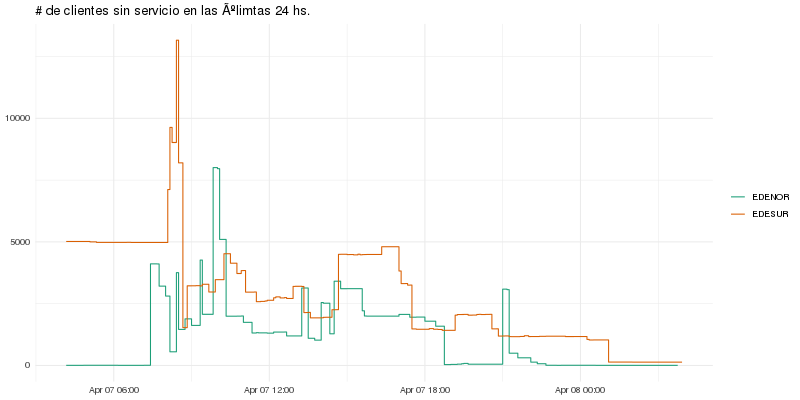 # de clientes sin servicio en las Ãºlimtas 24 hs.
10000
5000
0
Apr 07 06:00
Apr 07 12:00
Apr 07 18:00
Apr 08 00:00
EDENOR
EDESUR